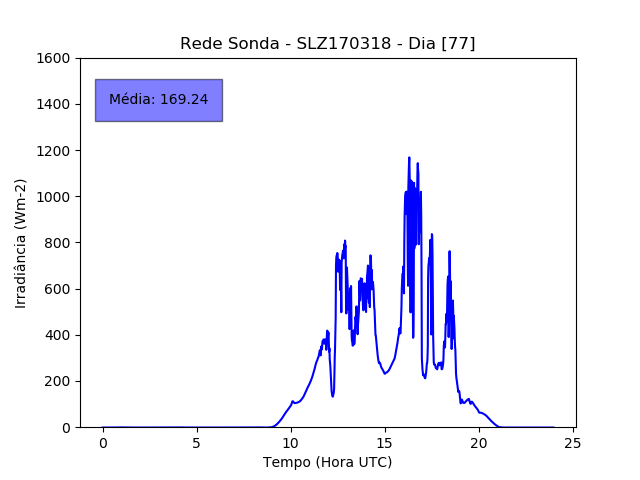 Rede Sonda - SLZ170318 - Dia [77]
1600
1400
1200
1000
800
600
400
200
0
Média: 169.24
Irradiância (Wm-2)
0 5 10 15 20 25
Tempo (Hora UTC)